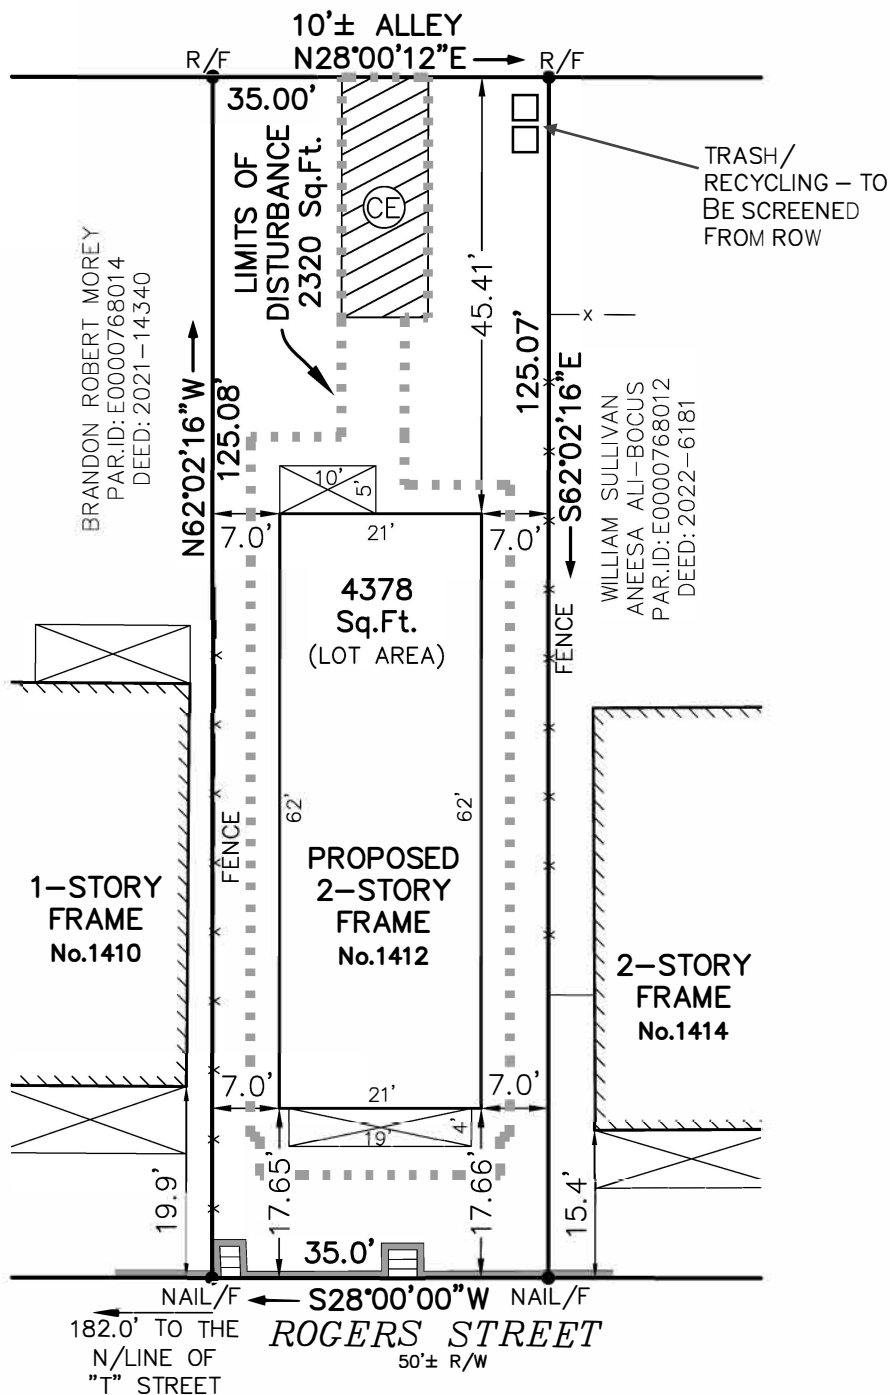 10'± ALLEY
N28°00'12"E
R/F
R/F
35.00'
LIMITS OF
DISTURBANCE
2320 Sq.Ft.
CE
TRASH/
RECYCLING – TO
BE SCREENED
FROM ROW
45.41'
BRANDON ROBERT MOREY
PAR.ID: E0000768014
DEED: 2021-14340
N62°02'16"W
125.08'
125.07'
S62°02'16"E
x
WILLIAM SULLIVAN
ANEESA ALI-BOCUS
PAR.ID: E0000768012
DEED: 2022-6181
10'
5'
7.0'
21'
7.0'
4378
Sq.Ft.
(LOT AREA)
FENCE
62'
62'
FENCE
PROPOSED
2-STORY
FRAME
No.1412
1-STORY
FRAME
No.1410
2-STORY
FRAME
No.1414
7.0'
21'
7.0'
19'
4'
19.9'
17.65'
17.66'
15.4'
35.0'
NAIL/F
S28°00'00"W
NAIL/F
182.0' TO THE
N/LINE OF
"T" STREET
ROGERS STREET
50'± R/W